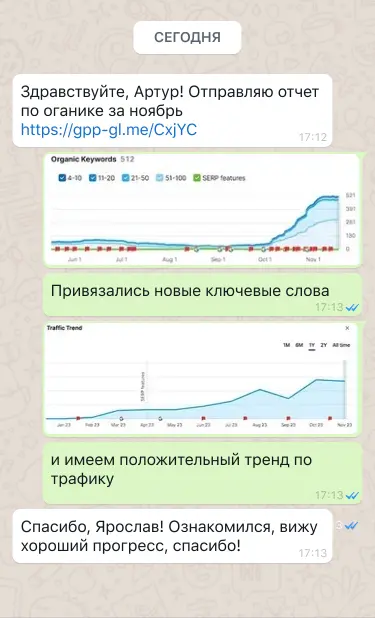 СЕГОДНЯ
Здравствуйте, Артур! Отправляю отчет
по оганике за ноябрь
https://gpp-gl.me/CxjYC
17:12
Organic Keywords 512
4-10 11-20 21-50 51-100 SERP features
521
391
261
130
0
Jun 1 Jul 1 Aug 1 Sep 1 Oct 1 Nov 1
Привязались новые ключевые слова
17:13
Traffic Trend
1M 6M 1Y 2Y All time
SERP features
Jan 23 Feb 23 Mar 23 Apr 23 May 23 Jun 23 Jul 23 Aug 23 Sep 23 Oct 23 Nov 23
и имеем положительный тренд по
трафику
17:13
Спасибо, Ярослав! Ознакомился, вижу
хороший прогресс, спасибо!
17:13